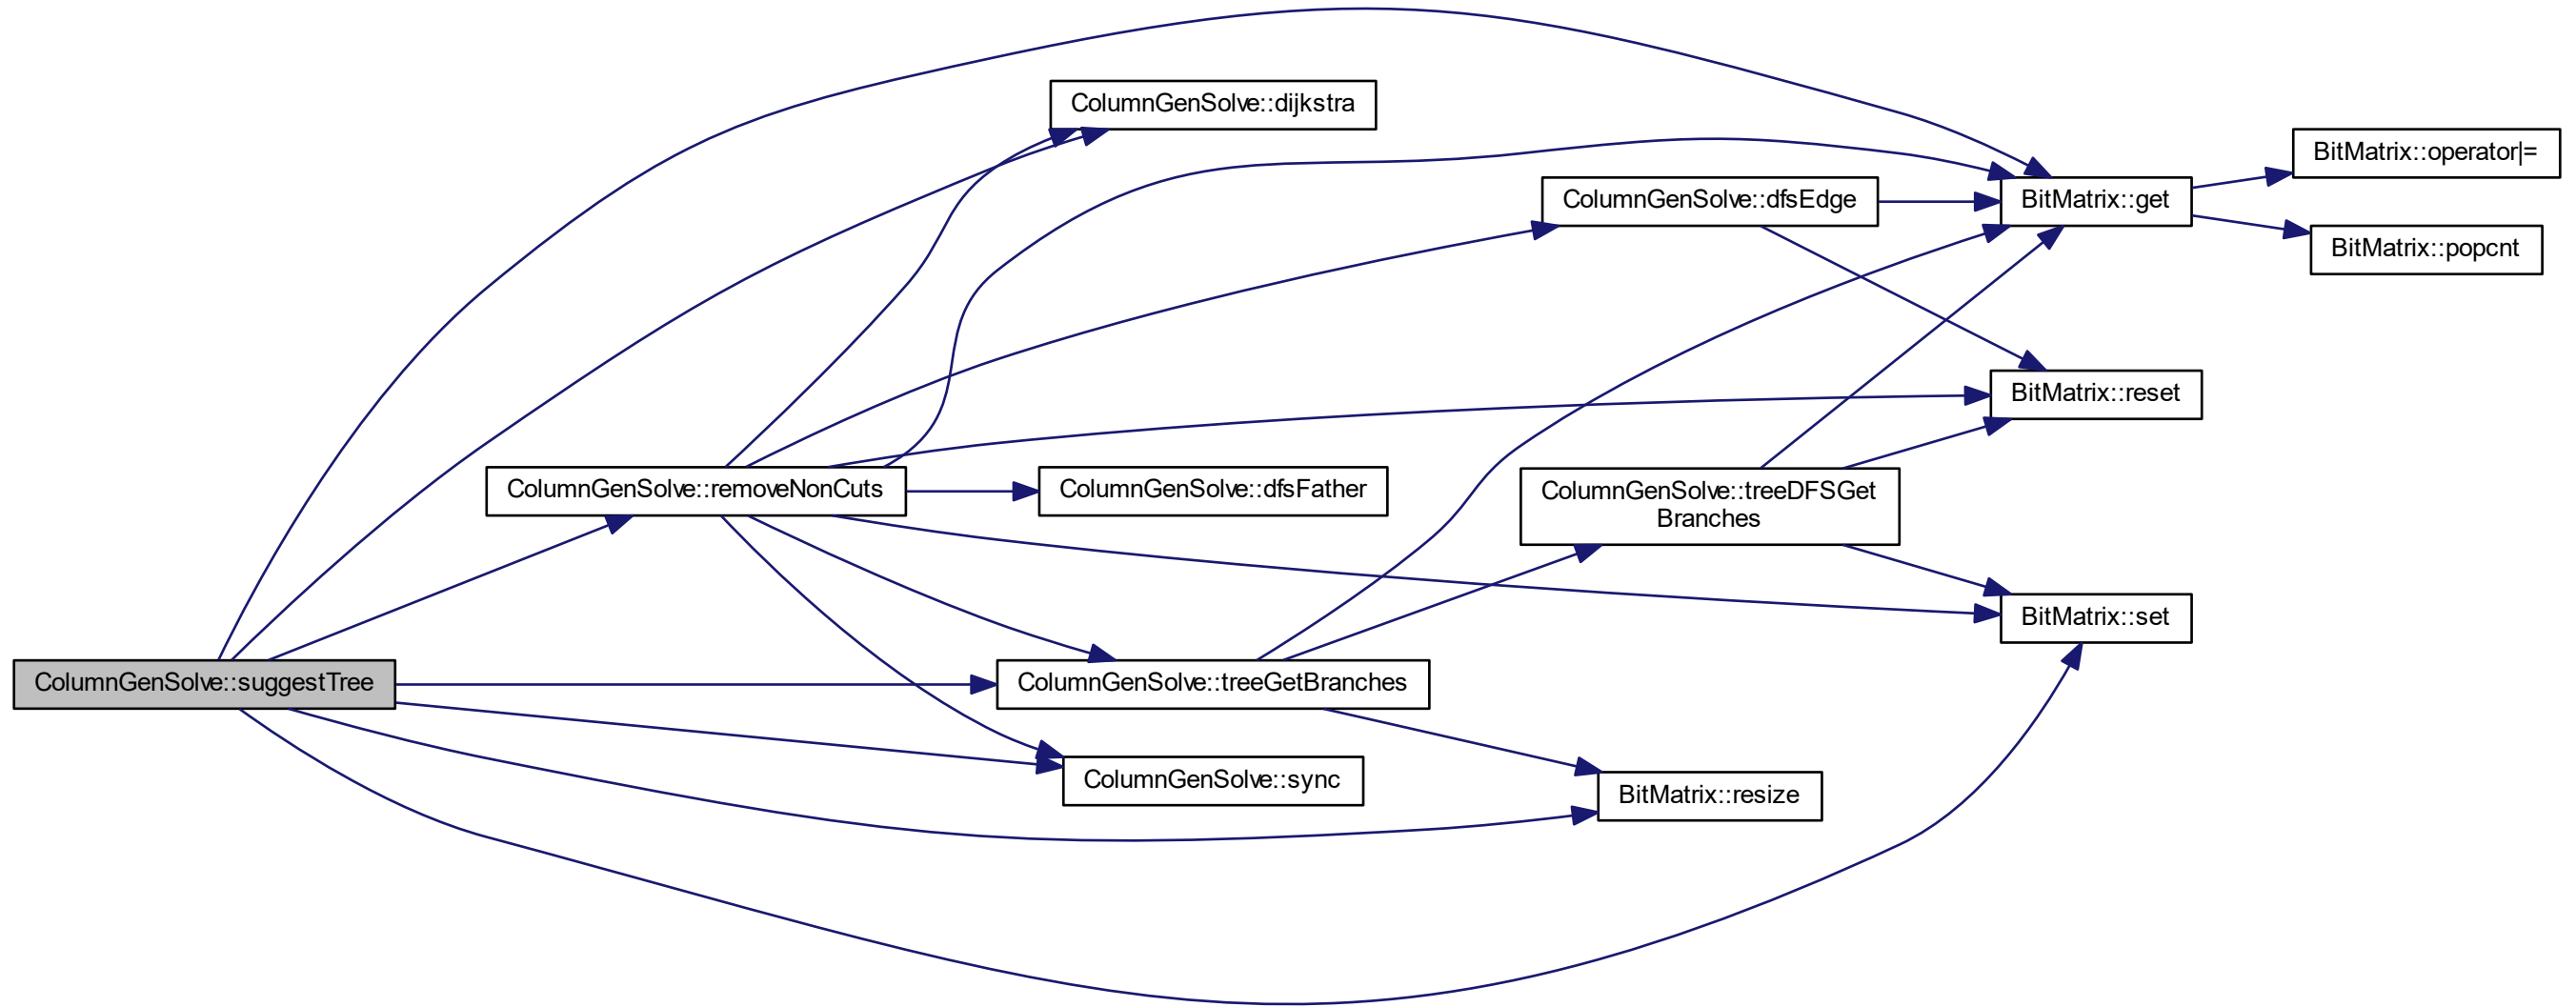 ColumnGenSolve::dijkstra
BitMatrix::operator|=
ColumnGenSolve::dfsEdge
BitMatrix::get
BitMatrix::popcnt
BitMatrix::reset
ColumnGenSolve::removeNonCuts
ColumnGenSolve::dfsFather
ColumnGenSolve::treeDFSGet
Branches
BitMatrix::set
ColumnGenSolve::suggestTree
ColumnGenSolve::treeGetBranches
ColumnGenSolve::sync
BitMatrix::resize